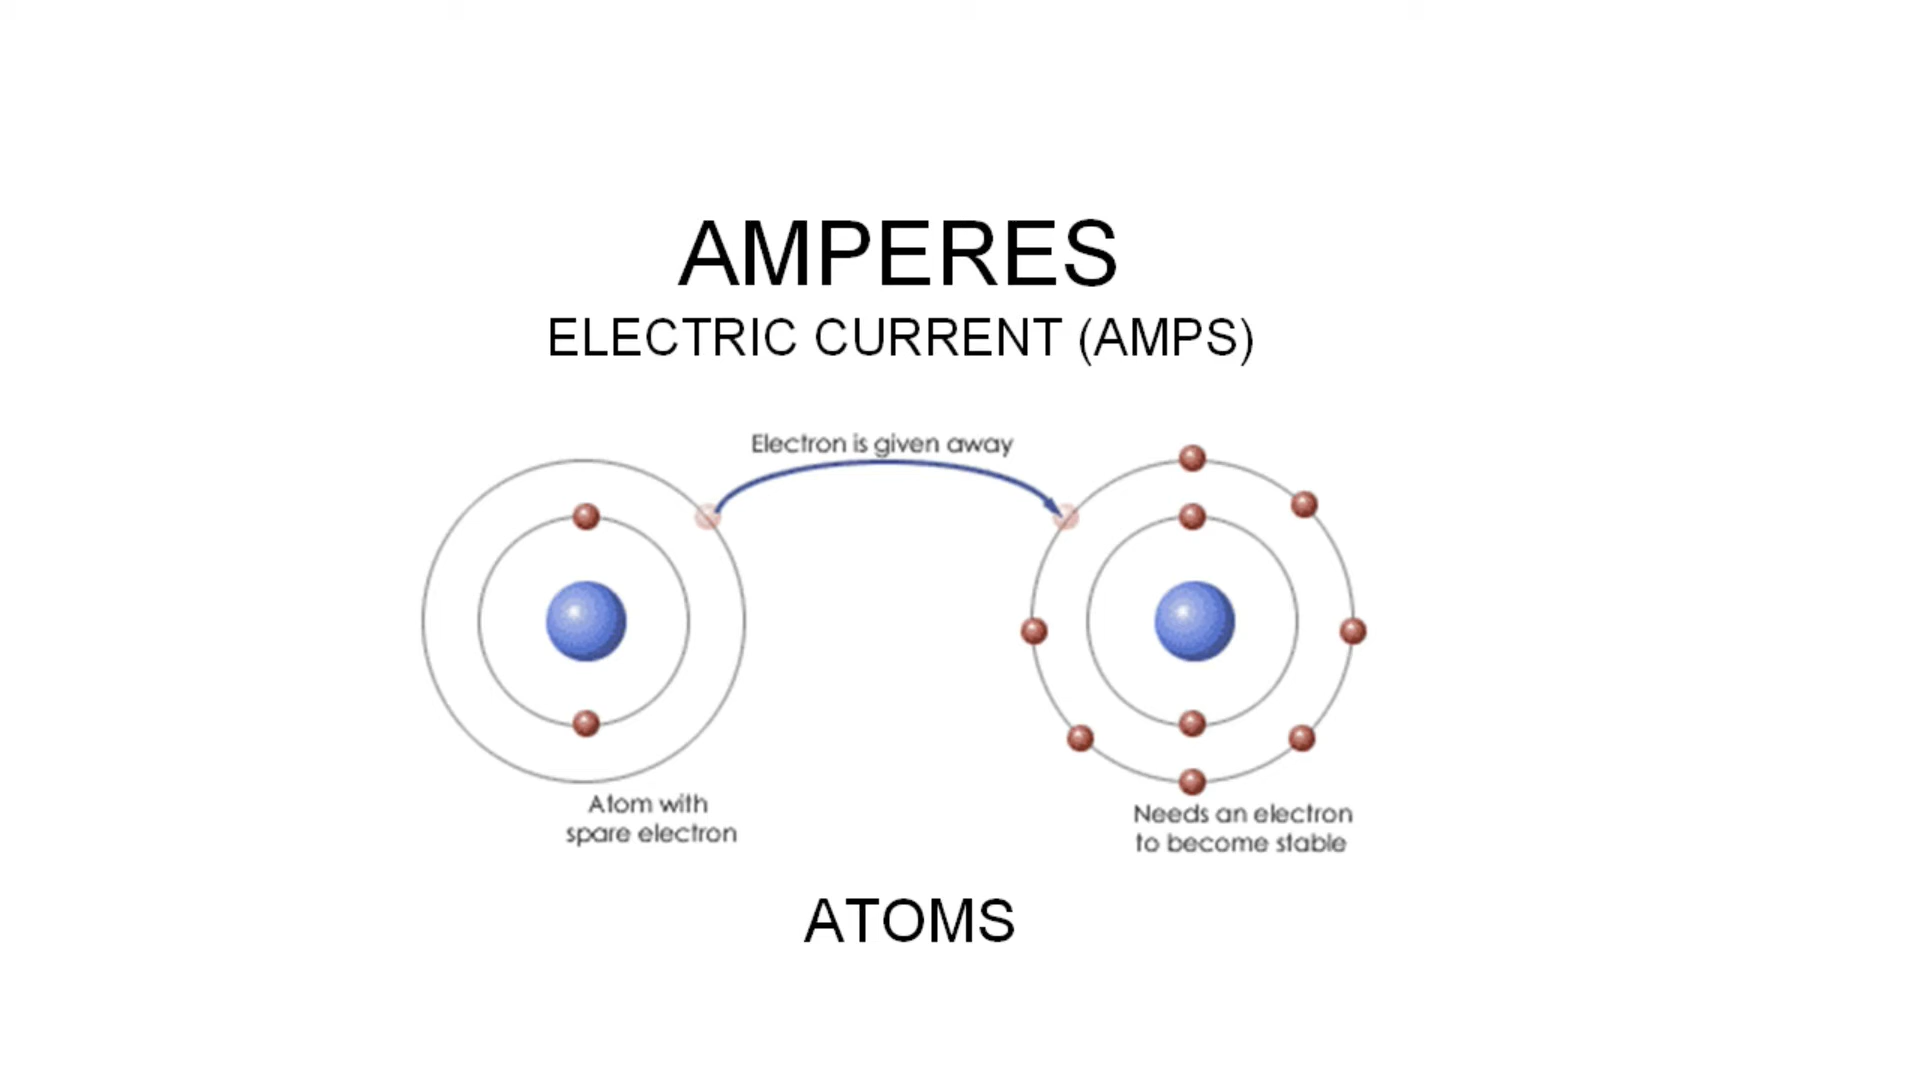 AMPERES
ELECTRIC CURRENT (AMPS)
Electron is given away
Atom with
spare electron
Needs an electron
to become stable
ATOMS